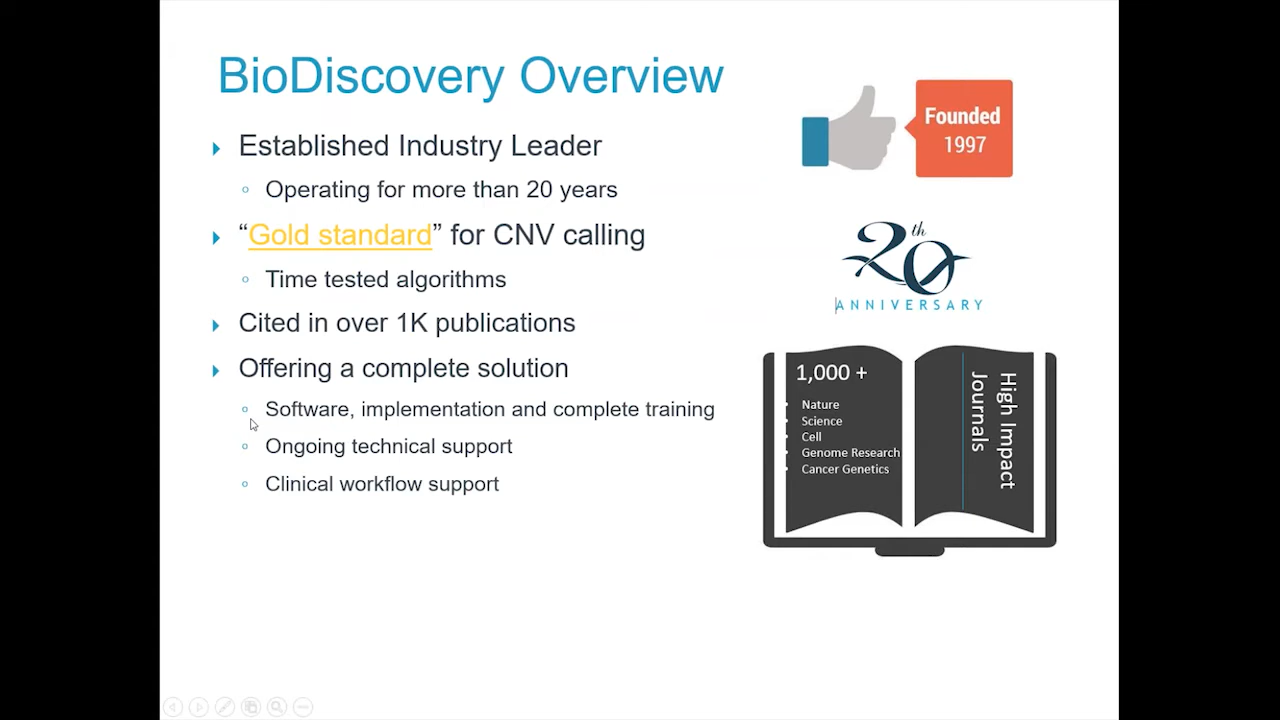 BioDiscovery Overview
Established Industry Leader
Operating for more than 20 years
“Gold standard” for CNV calling
Time tested algorithms
Cited in over 1K publications
Offering a complete solution
Software, implementation and complete training
Ongoing technical support
Clinical workflow support
Founded
1997
20th
ANNIVERSARY
1,000 +
Nature
Science
Cell
Genome Research
Cancer Genetics
High Impact
Journals